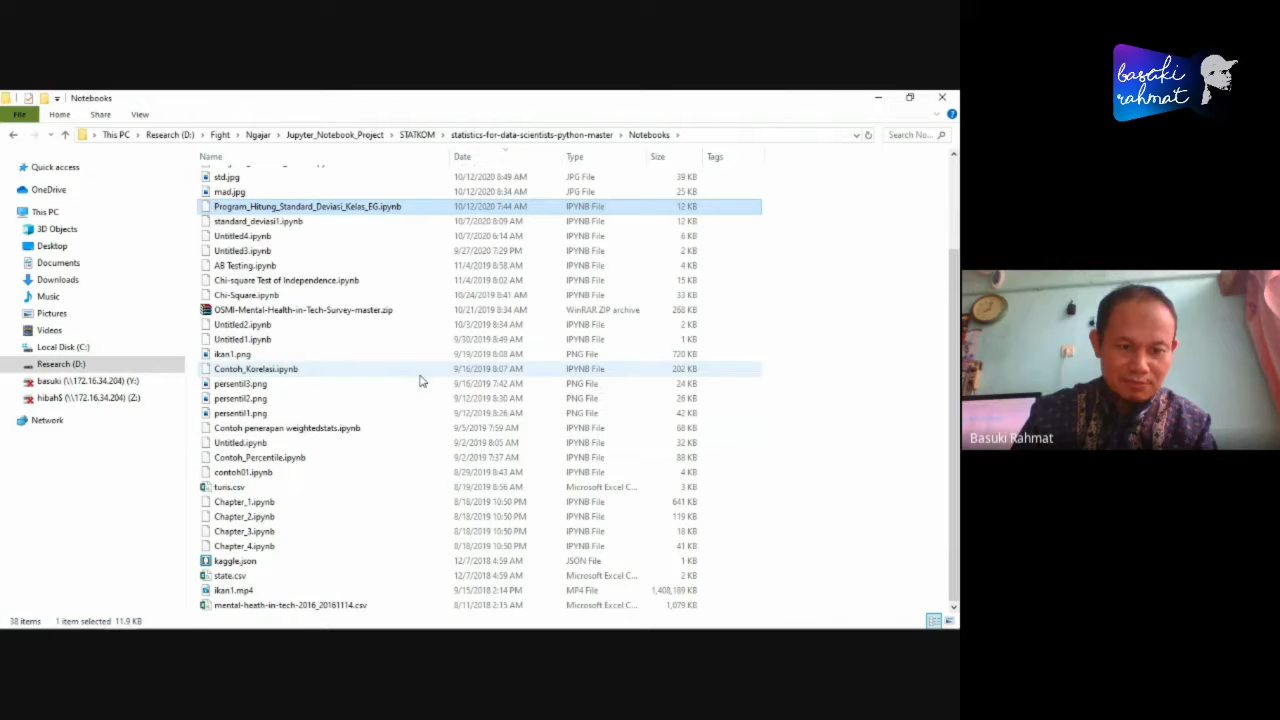 basuki
rahmat
Notebooks
File Home Share View
This PC > Research (D:) > Fight > Ngajar > Jupyter_Notebook_Project > STATKOM > statistics-for-data-scientists-python-master > Notebooks >
Search No...
Name Date Type Size Tags
Quick access
OneDrive
This PC
3D Objects
Desktop
Documents
Downloads
Music
Pictures
Videos
Local Disk (C:)
Research (D:)
basuki (\\172.16.34.204) (Y:)
hibah$ (\\172.16.34.204) (Z:)
Network
std.jpg 10/12/2020 8:49 AM JPG File 39 KB
mad.jpg 10/12/2020 8:34 AM JPG File 25 KB
Program_Hitung_Standard_Deviasi_Kelas_EG.ipynb 10/12/2020 7:44 AM IPYNB File 12 KB
standard_deviasi1.ipynb 10/7/2020 8:09 AM IPYNB File 12 KB
Untitled4.ipynb 10/7/2020 6:14 AM IPYNB File 6 KB
Untitled3.ipynb 9/27/2020 7:29 PM IPYNB File 2 KB
AB Testing.ipynb 11/4/2019 8:58 AM IPYNB File 4 KB
Chi-square Test of Independence.ipynb 11/4/2019 8:02 AM IPYNB File 15 KB
Chi-Square.ipynb 10/24/2019 8:41 AM IPYNB File 33 KB
OSMI-Mental-Health-in-Tech-Survey-master.zip 10/21/2019 8:34 AM WinRAR ZIP archive 268 KB
Untitled2.ipynb 10/3/2019 8:34 AM IPYNB File 2 KB
Untitled1.ipynb 9/30/2019 8:49 AM IPYNB File 1 KB
ikan1.png 9/19/2019 8:08 AM PNG File 720 KB
Contoh_Korelasi.ipynb 9/16/2019 8:07 AM IPYNB File 202 KB
persentil3.png 9/16/2019 7:42 AM PNG File 24 KB
persentil2.png 9/12/2019 8:30 AM PNG File 26 KB
persentil1.png 9/12/2019 8:26 AM PNG File 42 KB
Contoh penerapan weightedstats.ipynb 9/5/2019 7:59 AM IPYNB File 68 KB
Untitled.ipynb 9/2/2019 8:05 AM IPYNB File 32 KB
Contoh_Percentile.ipynb 9/2/2019 7:37 AM IPYNB File 88 KB
contoh01.ipynb 8/29/2019 8:43 AM IPYNB File 4 KB
turis.csv 8/19/2019 8:56 AM Microsoft Excel C... 3 KB
Chapter_1.ipynb 8/18/2019 10:50 PM IPYNB File 641 KB
Chapter_2.ipynb 8/18/2019 10:50 PM IPYNB File 119 KB
Chapter_3.ipynb 8/18/2019 10:50 PM IPYNB File 18 KB
Chapter_4.ipynb 8/18/2019 10:50 PM IPYNB File 41 KB
kaggle.json 12/7/2018 4:59 AM JSON File 1 KB
state.csv 12/7/2018 4:59 AM Microsoft Excel C... 2 KB
ikan1.mp4 9/15/2018 2:14 PM MP4 File 1,408,189 KB
mental-heath-in-tech-2016_20161114.csv 8/11/2018 2:15 AM Microsoft Excel C... 1,079 KB
38 items 1 item selected 11.9 KB
Basuki Rahmat